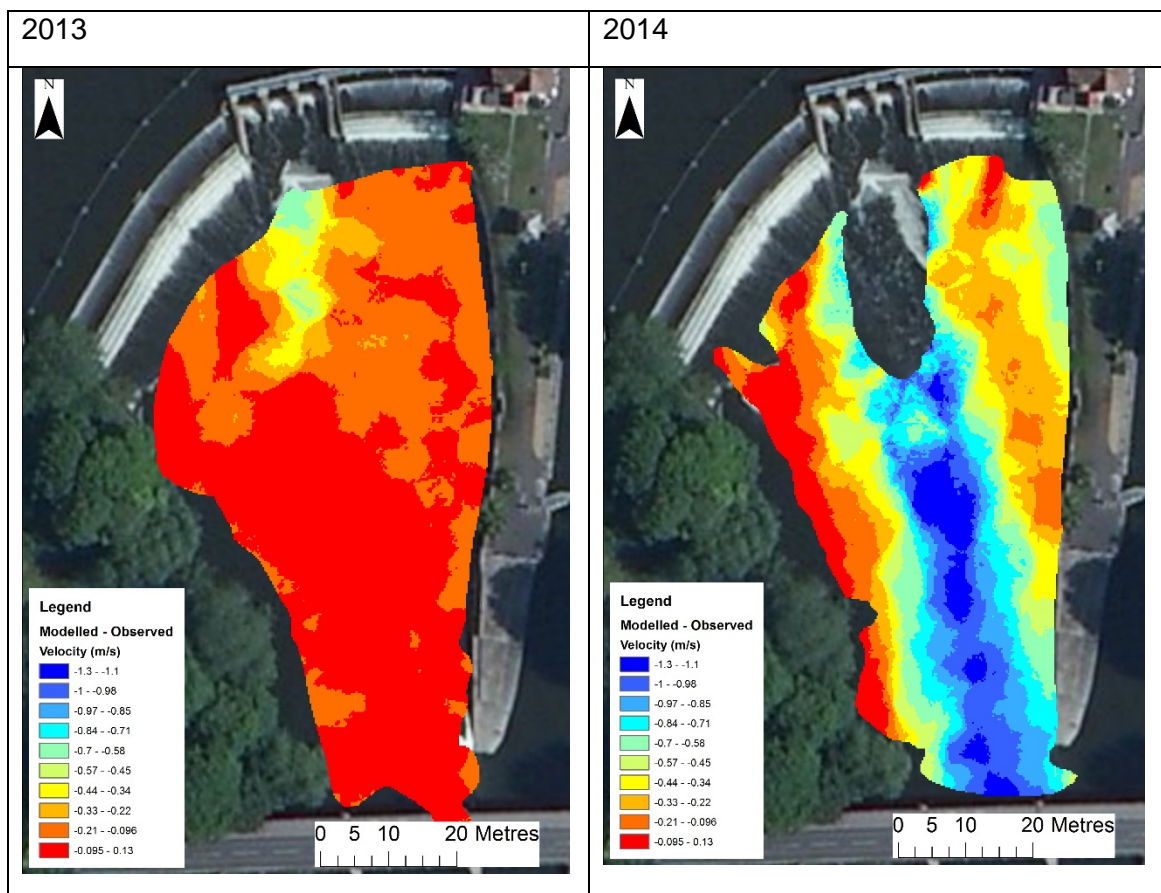 2013
2014
N
Legend
Modelled - Observed
Velocity (m/s)
-1.3 - -1.1
-1 - -0.98
-0.97 - -0.85
-0.84 - -0.71
-0.7 - -0.58
-0.57 - -0.45
-0.44 - -0.34
-0.33 - -0.22
-0.21 - -0.096
-0.095 - 0.13
0 5 10 20 Metres
N
Legend
Modelled - Observed
Velocity (m/s)
-1.3 - -1.1
-1 - -0.98
-0.97 - -0.85
-0.84 - -0.71
-0.7 - -0.58
-0.57 - -0.45
-0.44 - -0.34
-0.33 - -0.22
-0.21 - -0.096
-0.095 - 0.13
0 5 10 20 Metres